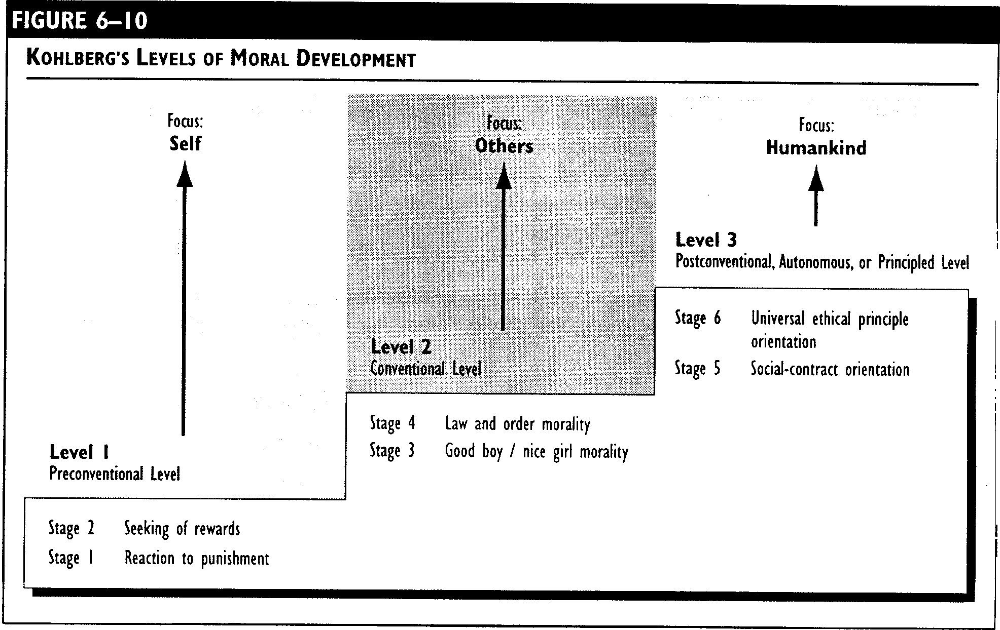 FIGURE 6–10
KOHLBERG'S LEVELS OF MORAL DEVELOPMENT
Focus:
Self
Level 1
Preconventional Level
Stage 2 Seeking of rewards
Stage 1 Reaction to punishment
Focus:
Others
Level 2
Conventional Level
Stage 4 Law and order morality
Stage 3 Good boy / nice girl morality
Focus:
Humankind
Level 3
Postconventional, Autonomous, or Principled Level
Stage 6 Universal ethical principle
orientation
Stage 5 Social-contract orientation